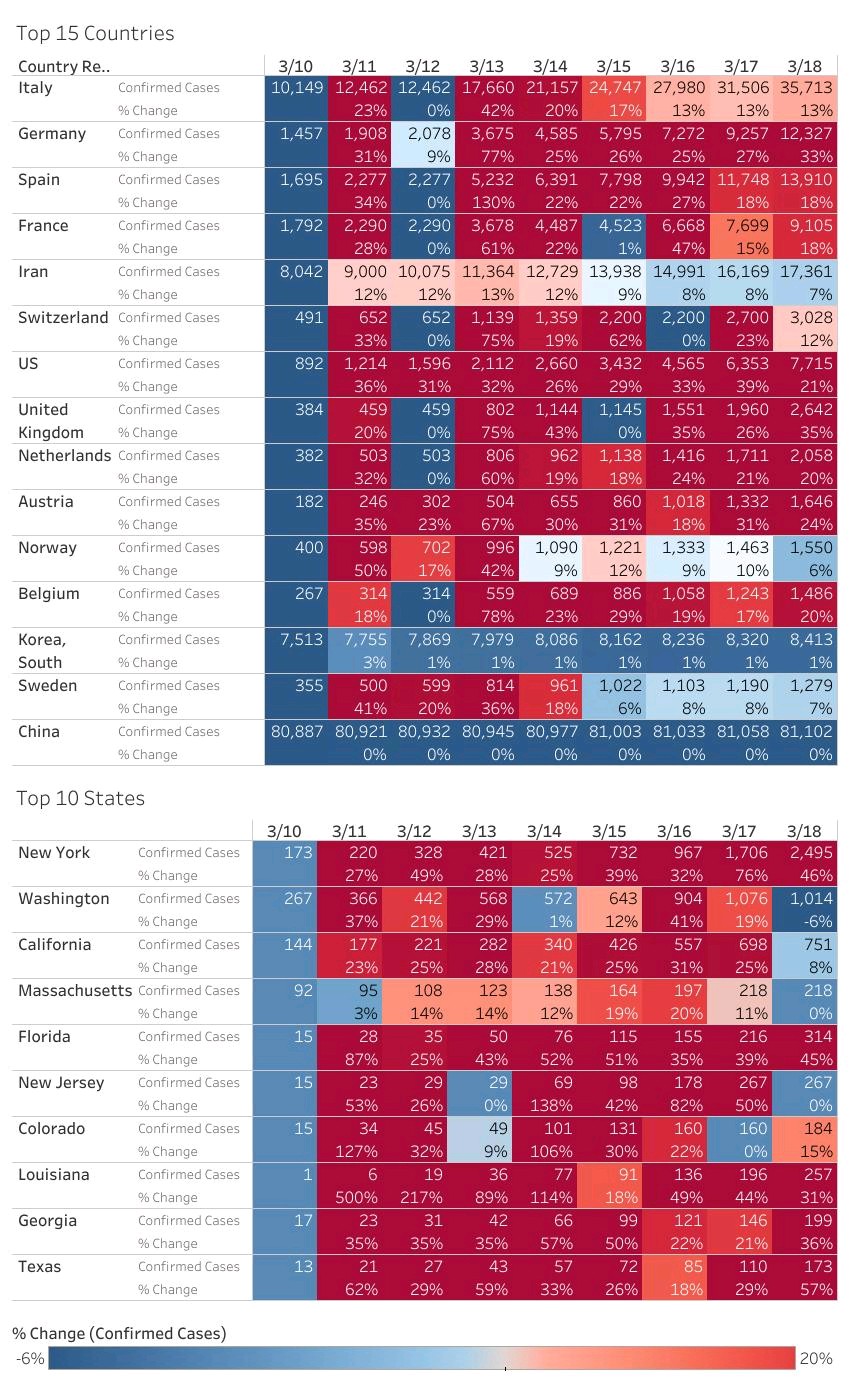 Top 15 Countries
Country Re.. 3/10 3/11 3/12 3/13 3/14 3/15 3/16 3/17 3/18
Italy Confirmed Cases 10,149 12,462 12,462 17,660 21,157 24,747 27,980 31,506 35,713
% Change 23% 0% 42% 20% 17% 13% 13% 13%
Germany Confirmed Cases 1,457 1,908 2,078 3,675 4,585 5,795 7,272 9,257 12,327
% Change 31% 9% 77% 25% 26% 25% 27% 33%
Spain Confirmed Cases 1,695 2,277 2,277 5,232 6,391 7,798 9,942 11,748 13,910
% Change 34% 0% 130% 22% 22% 27% 18% 18%
France Confirmed Cases 1,792 2,290 2,290 3,678 4,487 4,523 6,668 7,699 9,105
% Change 28% 0% 61% 22% 1% 47% 15% 18%
Iran Confirmed Cases 8,042 9,000 10,075 11,364 12,729 13,938 14,991 16,169 17,361
% Change 12% 12% 13% 12% 9% 8% 8% 7%
Switzerland Confirmed Cases 491 652 652 1,139 1,359 2,200 2,200 2,700 3,028
% Change 33% 0% 75% 19% 62% 0% 23% 12%
US Confirmed Cases 892 1,214 1,596 2,112 2,660 3,432 4,565 6,353 7,715
% Change 36% 31% 32% 26% 29% 33% 39% 21%
United Confirmed Cases 384 459 459 802 1,144 1,145 1,551 1,960 2,642
Kingdom % Change 20% 0% 75% 43% 0% 35% 26% 35%
Netherlands Confirmed Cases 382 503 503 806 962 1,138 1,416 1,711 2,058
% Change 32% 0% 60% 19% 18% 24% 21% 20%
Austria Confirmed Cases 182 246 302 504 655 860 1,018 1,332 1,646
% Change 35% 23% 67% 30% 31% 18% 31% 24%
Norway Confirmed Cases 400 598 702 996 1,090 1,221 1,333 1,463 1,550
% Change 50% 17% 42% 9% 12% 9% 10% 6%
Belgium Confirmed Cases 267 314 314 559 689 886 1,058 1,243 1,486
% Change 18% 0% 78% 23% 29% 19% 17% 20%
Korea, Confirmed Cases 7,513 7,755 7,869 7,979 8,086 8,162 8,236 8,320 8,413
South % Change 3% 1% 1% 1% 1% 1% 1% 1%
Sweden Confirmed Cases 355 500 599 814 961 1,022 1,103 1,190 1,279
% Change 41% 20% 36% 18% 6% 8% 8% 7%
China Confirmed Cases 80,887 80,921 80,932 80,945 80,977 81,003 81,033 81,058 81,102
% Change 0% 0% 0% 0% 0% 0% 0% 0%
Top 10 States
3/10 3/11 3/12 3/13 3/14 3/15 3/16 3/17 3/18
New York Confirmed Cases 173 220 328 421 525 732 967 1,706 2,495
% Change 27% 49% 28% 25% 39% 32% 76% 46%
Washington Confirmed Cases 267 366 442 568 572 643 904 1,076 1,014
% Change 37% 21% 29% 1% 12% 41% 19% -6%
California Confirmed Cases 144 177 221 282 340 426 557 698 751
% Change 23% 25% 28% 21% 25% 31% 25% 8%
Massachusetts Confirmed Cases 92 95 108 123 138 164 197 218 218
% Change 3% 14% 14% 12% 19% 20% 11% 0%
Florida Confirmed Cases 15 28 35 50 76 115 155 216 314
% Change 87% 25% 43% 52% 51% 35% 39% 45%
New Jersey Confirmed Cases 15 23 29 29 69 98 178 267 267
% Change 53% 26% 0% 138% 42% 82% 50% 0%
Colorado Confirmed Cases 15 34 45 49 101 131 160 160 184
% Change 127% 32% 9% 106% 30% 22% 0% 15%
Louisiana Confirmed Cases 1 6 19 36 77 91 136 196 257
% Change 500% 217% 89% 114% 18% 49% 44% 31%
Georgia Confirmed Cases 17 23 31 42 66 99 121 146 199
% Change 35% 35% 35% 57% 50% 22% 21% 36%
Texas Confirmed Cases 13 21 27 43 57 72 85 110 173
% Change 62% 29% 59% 33% 26% 18% 29% 57%
% Change (Confirmed Cases)
-6% 20%